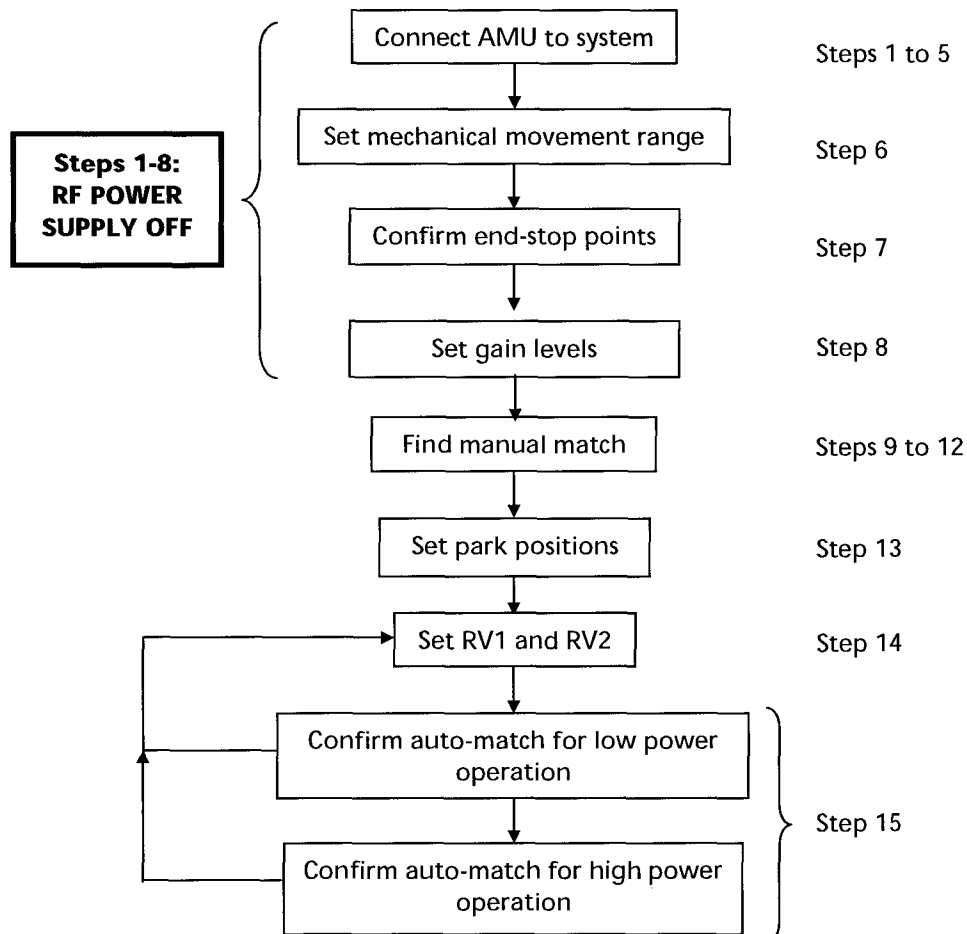 Connect AMU to system
Steps 1 to 5
Set mechanical movement range
Step 6
Steps 1-8:
RF POWER
SUPPLY OFF
Confirm end-stop points
Step 7
Set gain levels
Step 8
Find manual match
Steps 9 to 12
Set park positions
Step 13
Set RV1 and RV2
Step 14
Confirm auto-match for low power
operation
Step 15
Confirm auto-match for high power
operation